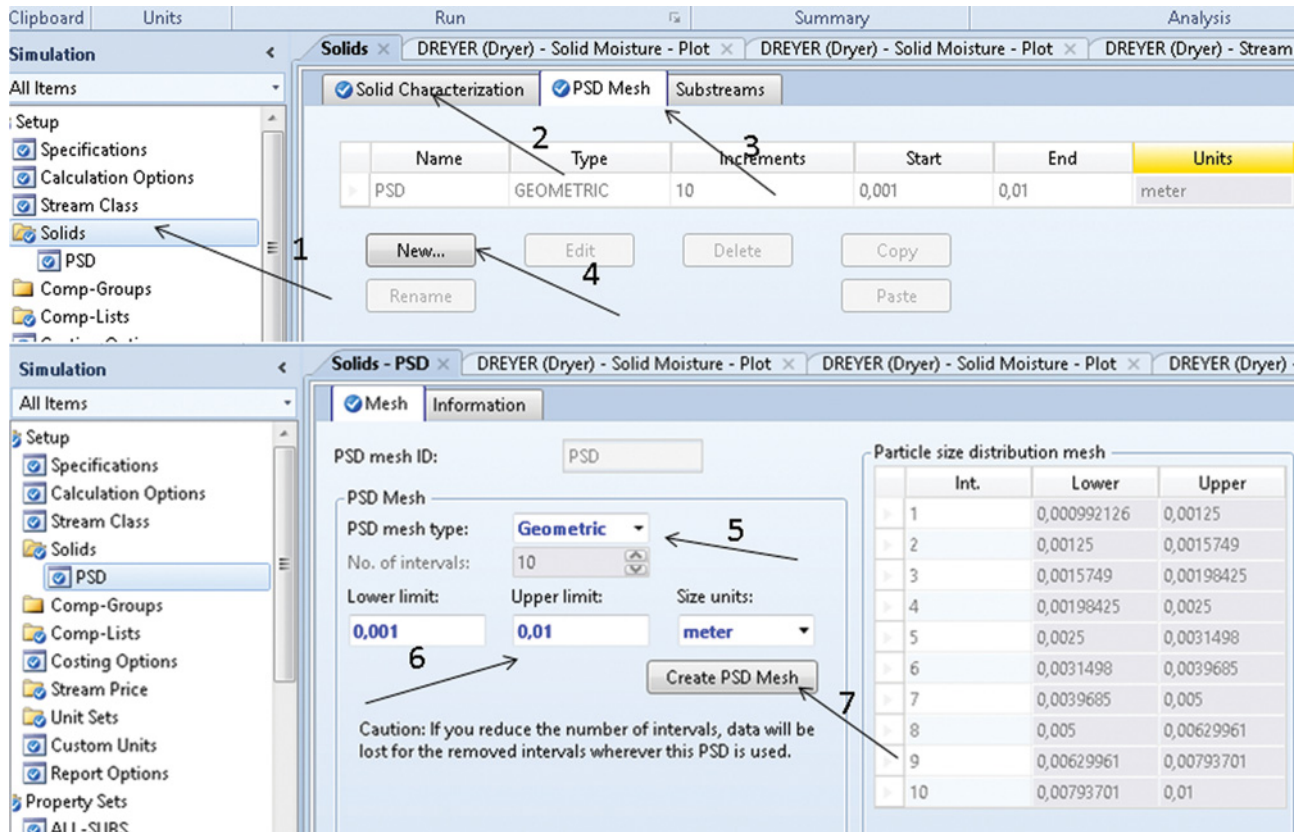 Clipboard Units Run Summary Analysis
Simulation
All Items
Setup
Specifications
Calculation Options
Stream Class
Solids
PSD
Comp-Groups
Comp-Lists
Solids DREYER (Dryer) - Solid Moisture - Plot DREYER (Dryer) - Solid Moisture - Plot DREYER (Dryer) - Stream
Solid Characterization PSD Mesh Substreams
Name Type Increments Start End Units
PSD GEOMETRIC 10 0,001 0,01 meter
New... Edit Delete Copy
Rename Paste
1
2
3
4
Simulation
All Items
Setup
Specifications
Calculation Options
Stream Class
Solids
PSD
Comp-Groups
Comp-Lists
Costing Options
Stream Price
Unit Sets
Custom Units
Report Options
Property Sets
ALL-SUBS
Solids - PSD DREYER (Dryer) - Solid Moisture - Plot DREYER (Dryer) - Solid Moisture - Plot DREYER (Dryer) -
Mesh Information
PSD mesh ID: PSD
PSD Mesh
PSD mesh type: Geometric
No. of intervals: 10
Lower limit: Upper limit: Size units:
0,001 0,01 meter
Create PSD Mesh
Caution: If you reduce the number of intervals, data will be
lost for the removed intervals wherever this PSD is used.
5
6
7
Particle size distribution mesh
Int. Lower Upper
1 0,000992126 0,00125
2 0,00125 0,0015749
3 0,0015749 0,00198425
4 0,00198425 0,0025
5 0,0025 0,0031498
6 0,0031498 0,0039685
7 0,0039685 0,005
8 0,005 0,00629961
9 0,00629961 0,00793701
10 0,00793701 0,01